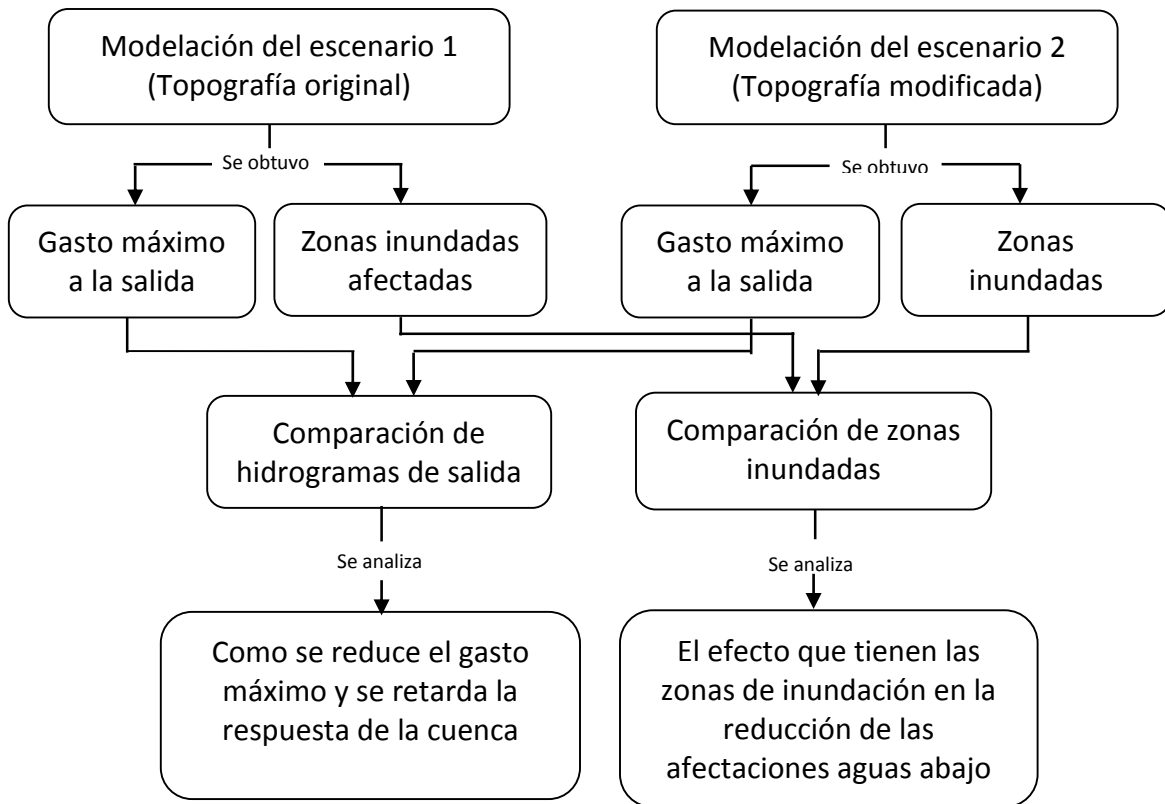 Modelación del escenario 1
(Topografía original)
Modelación del escenario 2
(Topografía modificada)
Se obtuvo
Se obtuvo
Gasto máximo
a la salida
Zonas inundadas
afectadas
Gasto máximo
a la salida
Zonas
inundadas
Comparación de
hidrogramas de salida
Comparación de zonas
inundadas
Se analiza
Se analiza
Como se reduce el gasto
máximo y se retarda la
respuesta de la cuenca
El efecto que tienen las
zonas de inundación en la
reducción de las
afectaciones aguas abajo